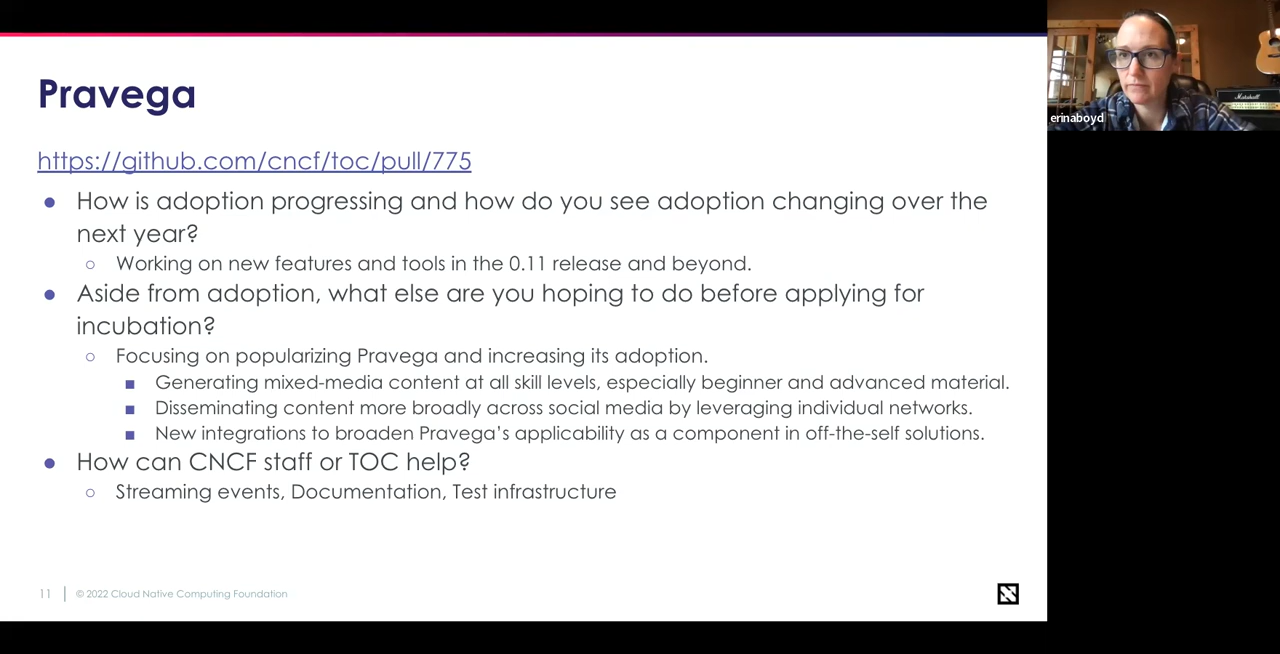 Pravega
https://github.com/cncf/toc/pull/775
● How is adoption progressing and how do you see adoption changing over the
next year?
○ Working on new features and tools in the 0.11 release and beyond.
● Aside from adoption, what else are you hoping to do before applying for
incubation?
○ Focusing on popularizing Pravega and increasing its adoption.
■ Generating mixed-media content at all skill levels, especially beginner and advanced material.
■ Disseminating content more broadly across social media by leveraging individual networks.
■ New integrations to broaden Pravega's applicability as a component in off-the-self solutions.
● How can CNCF staff or TOC help?
○ Streaming events, Documentation, Test infrastructure
11 | © 2022 Cloud Native Computing Foundation
Marshall
erinaboyd